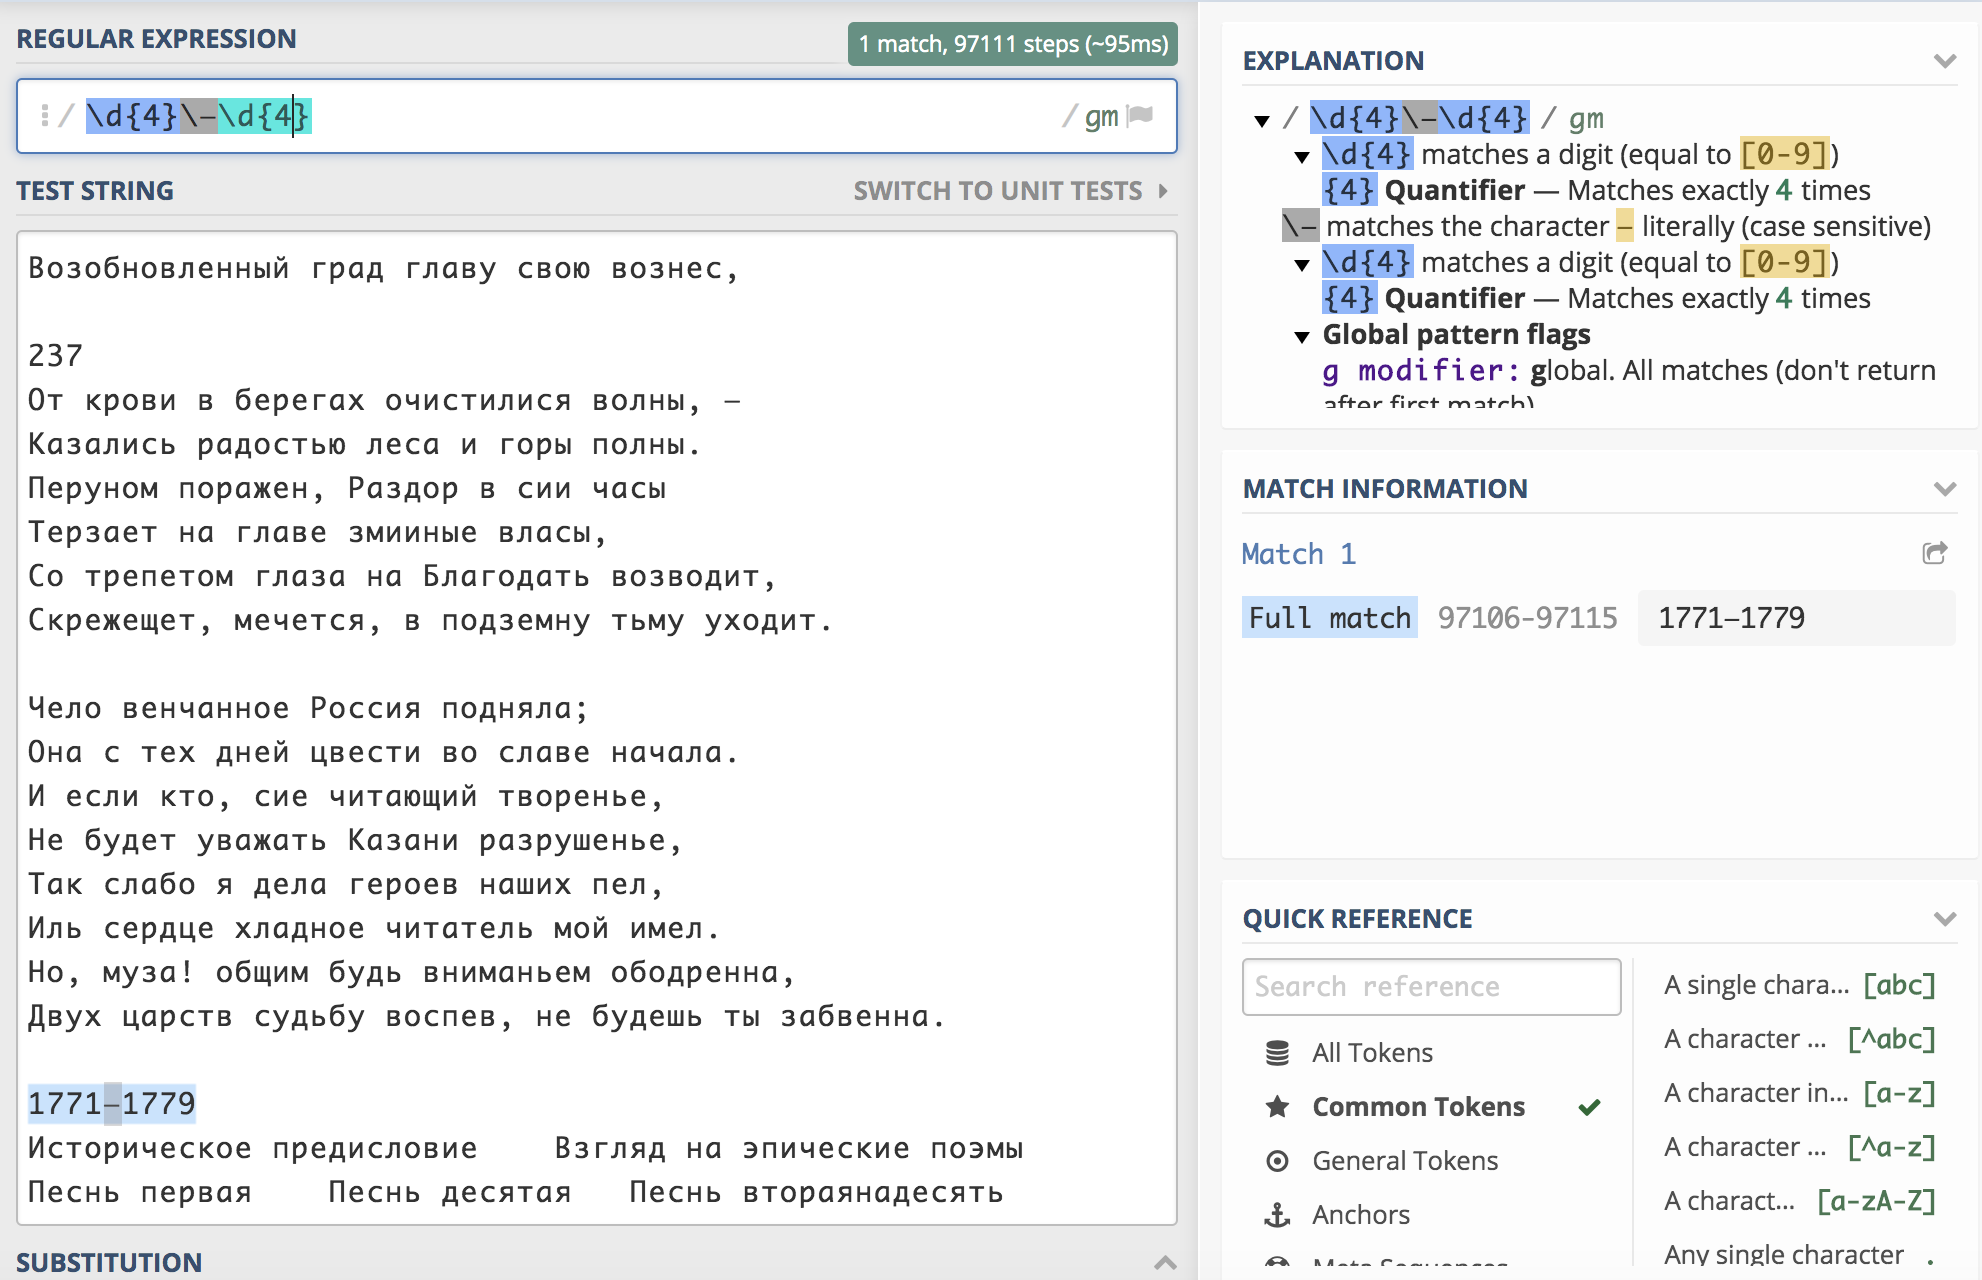 REGULAR EXPRESSION
1 match, 97111 steps (~95ms)
/ \d{4}\–\d{4} / gm
TEST STRING
SWITCH TO UNIT TESTS
Возобновленный град главу свою вознес,
237
От крови в берегах очистилися волны, —
Казались радостью леса и горы полны.
Перуном поражен, Раздор в сии часы
Терзает на главе змииные власы,
Со трепетом глаза на Благодать возводит,
Скрежещет, мечется, в подземну тьму уходит.
Чело венчанное Россия подняла;
Она с тех дней цвести во славе начала.
И если кто, сие читающий творенье,
Не будет уважать Казани разрушенье,
Так слабо я дела героев наших пел,
Иль сердце хладное читатель мой имел.
Но, муза! общим будь вниманьем ободренна,
Двух царств судьбу воспев, не будешь ты забвенна.
1771–1779
Историческое предисловие    Взгляд на эпические поэмы
Песнь первая    Песнь десятая   Песнь втораянадесять
SUBSTITUTION
EXPLANATION
/ \d{4}\–\d{4} / gm
\d{4} matches a digit (equal to [0-9])
{4} Quantifier — Matches exactly 4 times
\– matches the character – literally (case sensitive)
\d{4} matches a digit (equal to [0-9])
{4} Quantifier — Matches exactly 4 times
Global pattern flags
g modifier: global. All matches (don't return
after first match)
MATCH INFORMATION
Match 1
Full match 97106-97115 1771–1779
QUICK REFERENCE
Search reference
All Tokens
Common Tokens
General Tokens
Anchors
Meta Sequences
A single chara... [abc]
A character ... [^abc]
A character in... [a-z]
A character ... [^a-z]
A charact... [a-zA-Z]
Any single character .